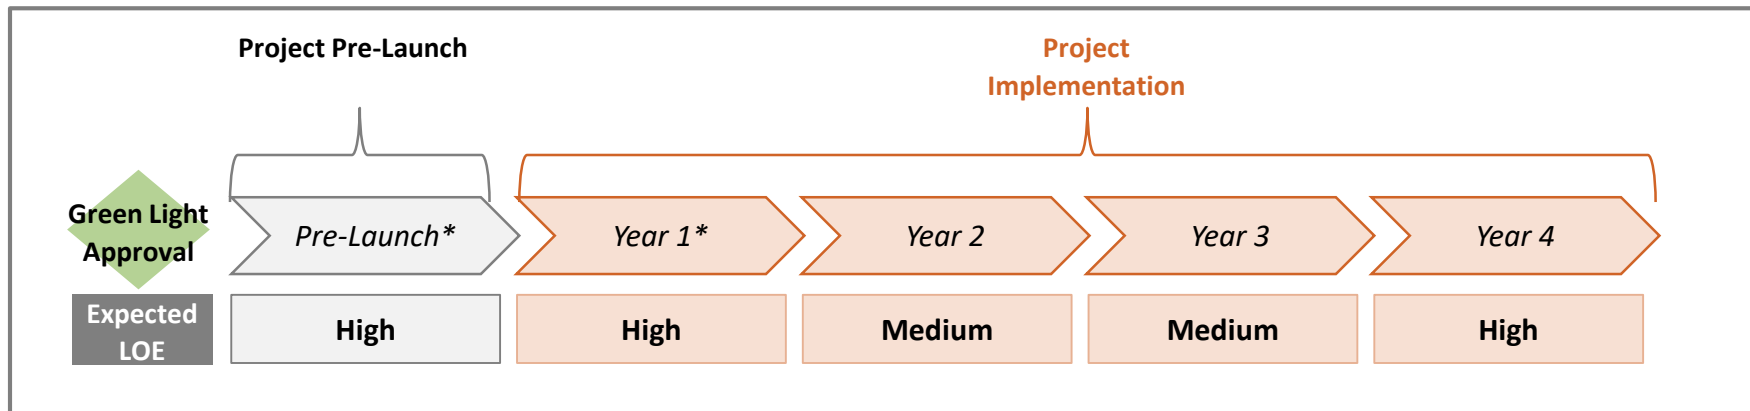 Project Pre-Launch
Project
Implementation
Green Light
Approval
Pre-Launch*
Year 1*
Year 2
Year 3
Year 4
Expected
LOE
High
High
Medium
Medium
High